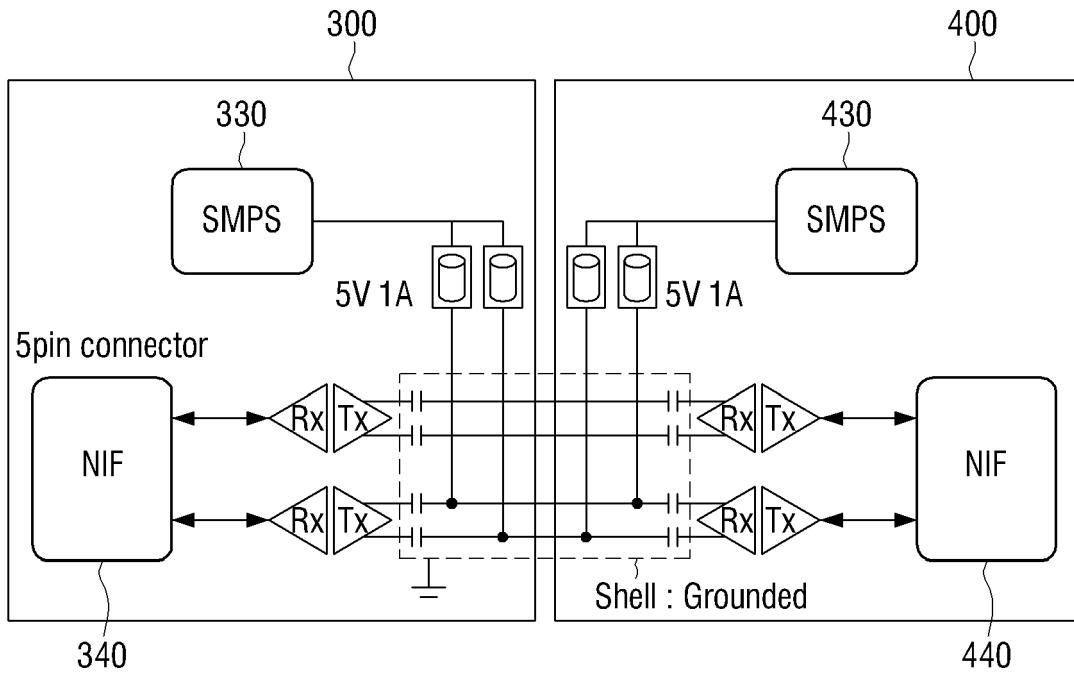 300
400
330
430
SMPS
SMPS
5V 1A
5V 1A
5pin connector
NIF
Rx
Tx
Rx
Tx
NIF
Rx
Tx
Rx
Tx
Shell : Grounded
340
440